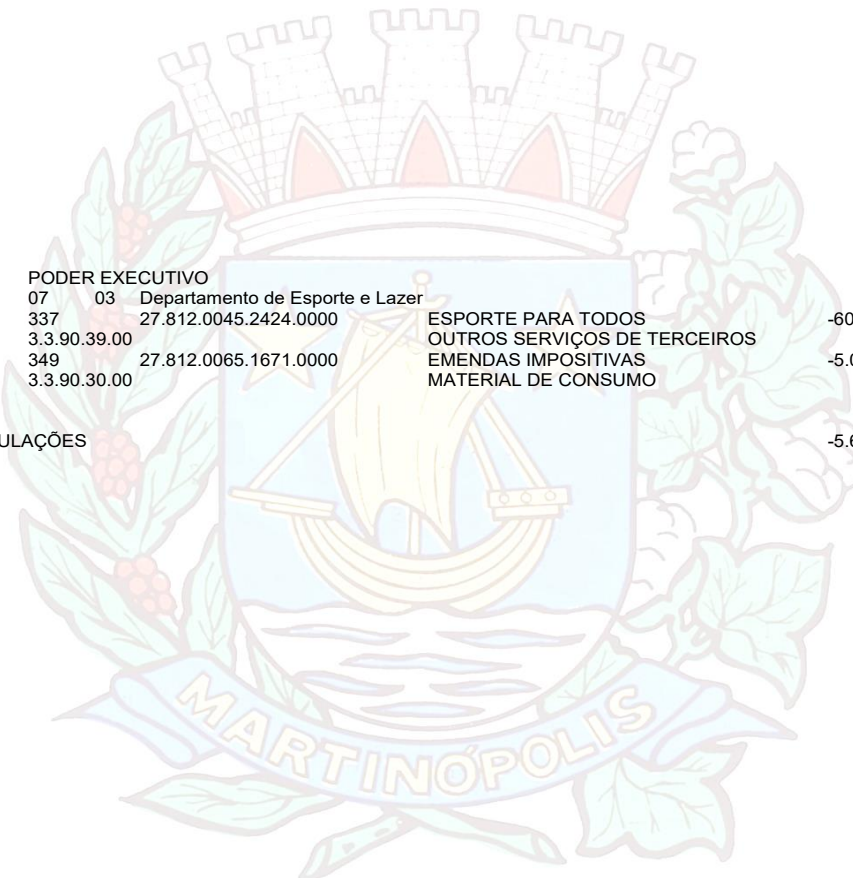 PODER EXECUTIVO
07 03 Departamento de Esporte e Lazer
337 27.812.0045.2424.0000 ESPORTE PARA TODOS
3.3.90.39.00 OUTROS SERVIÇOS DE TERCEIROS
349 27.812.0065.1671.0000 EMENDAS IMPOSITIVAS
3.3.90.30.00 MATERIAL DE CONSUMO
MARTINÓPOLIS